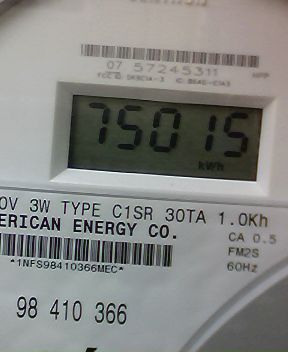 07 57245311
75015
kWh
0V 3W TYPE C1SR 30TA 1.0Kh
ERICAN ENERGY CO.
CA 0.5
FM2S
60Hz
*1NFS98410366MEC*
98 410 366